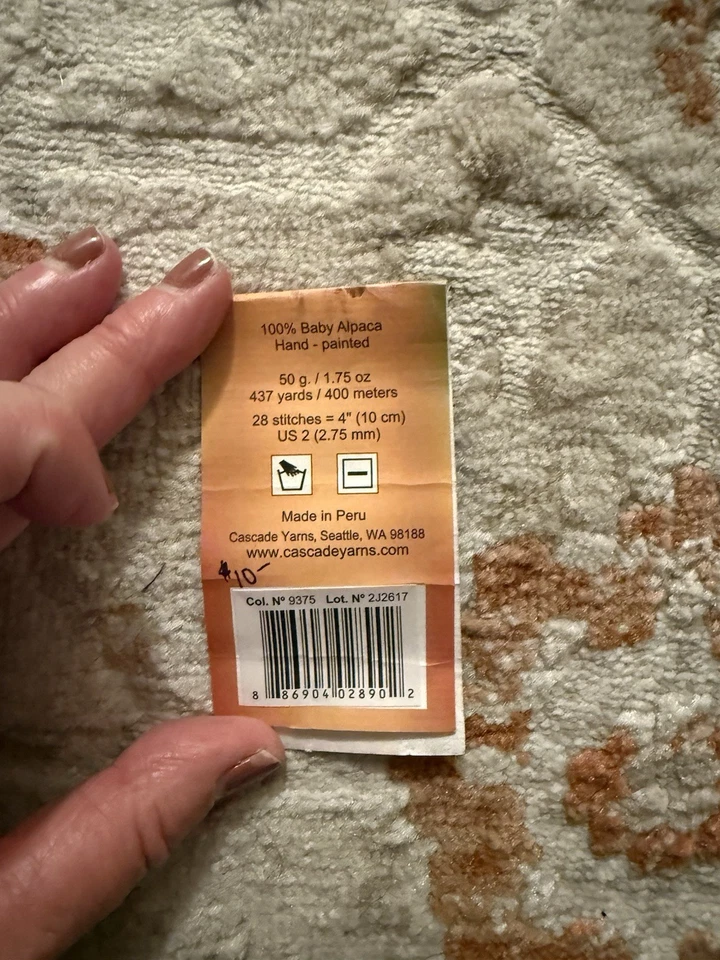 100% Baby Alpaca
Hand - painted
50 g. / 1.75 oz
437 yards / 400 meters
28 stitches = 4" (10 cm)
US 2 (2.75 mm)
Made in Peru
Cascade Yarns, Seattle, WA 98188
www.cascadeyarns.com
$10-
Col. Nº 9375 Lot. Nº 2J2617
8 86904 02890 2